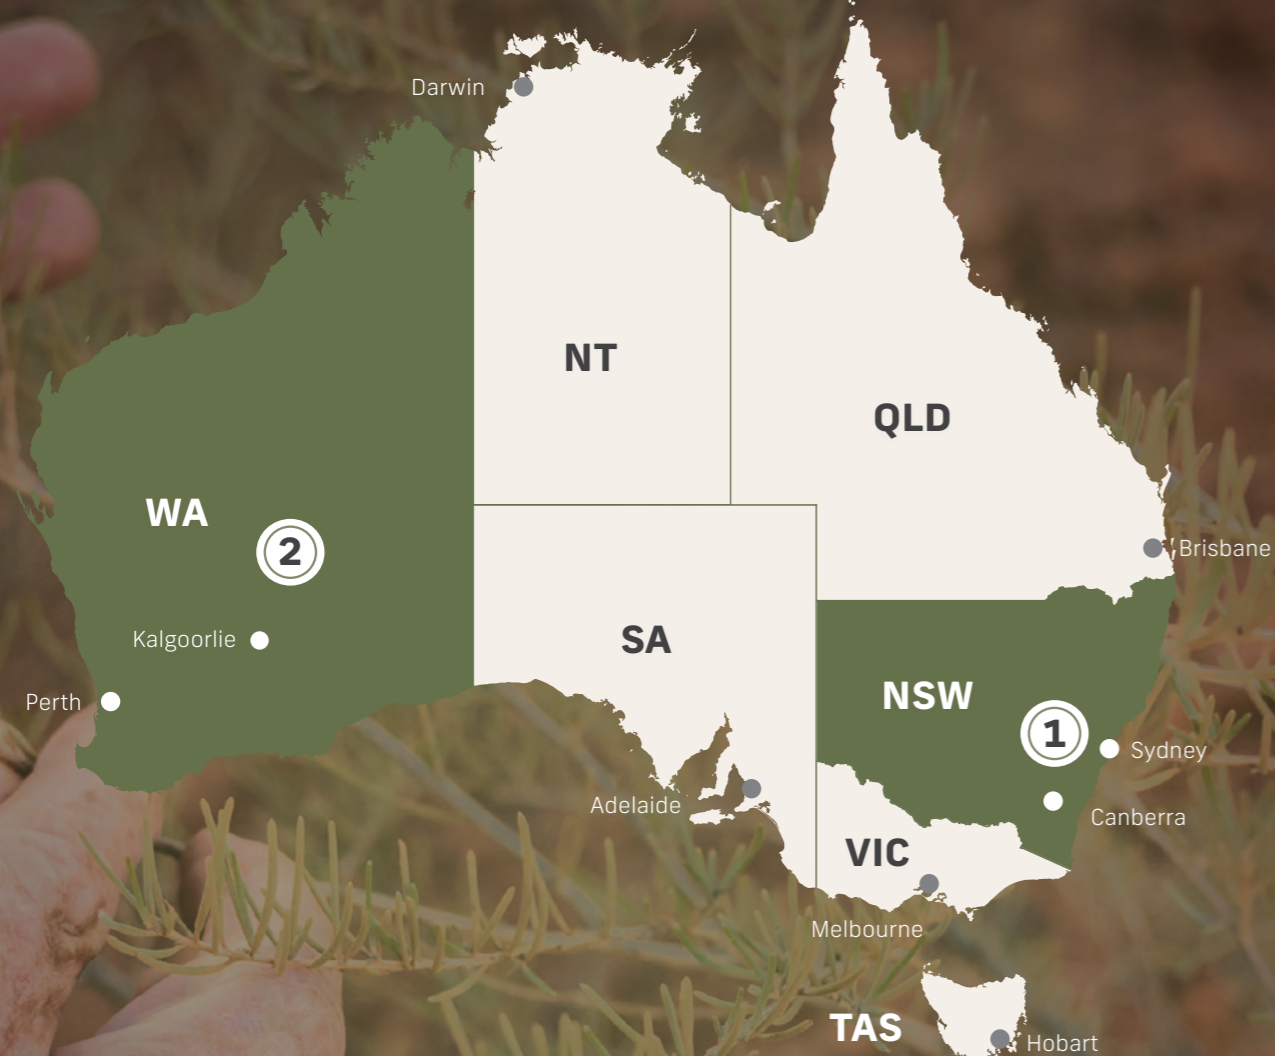 Darwin
NT
QLD
WA
2
Brisbane
Kalgoorlie
SA
NSW
Perth
1
Sydney
Adelaide
Canberra
VIC
Melbourne
TAS
Hobart